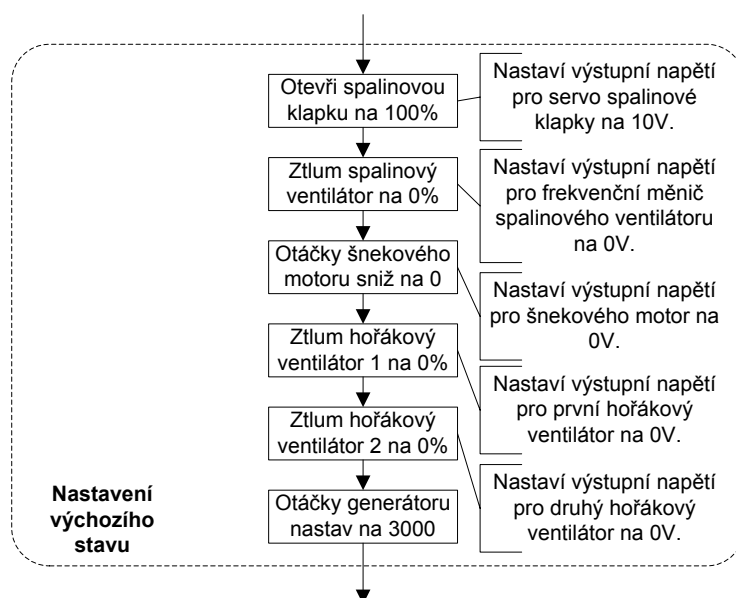 Otevři spalinovou
klapku na 100%
Nastaví výstupní napětí
pro servo spalinové
klapky na 10V.
Ztlum spalinový
ventilátor na 0%
Nastaví výstupní napětí
pro frekvenční měnič
spalinového ventilátoru
na 0V.
Otáčky šnekového
motoru sniž na 0
Nastaví výstupní napětí
pro šnekového motor na
0V.
Ztlum hořákový
ventilátor 1 na 0%
Nastaví výstupní napětí
pro první hořákový
ventilátor na 0V.
Ztlum hořákový
ventilátor 2 na 0%
Nastaví výstupní napětí
pro druhý hořákový
ventilátor na 0V.
Otáčky generátoru
nastav na 3000
Nastavení
výchozího
stavu